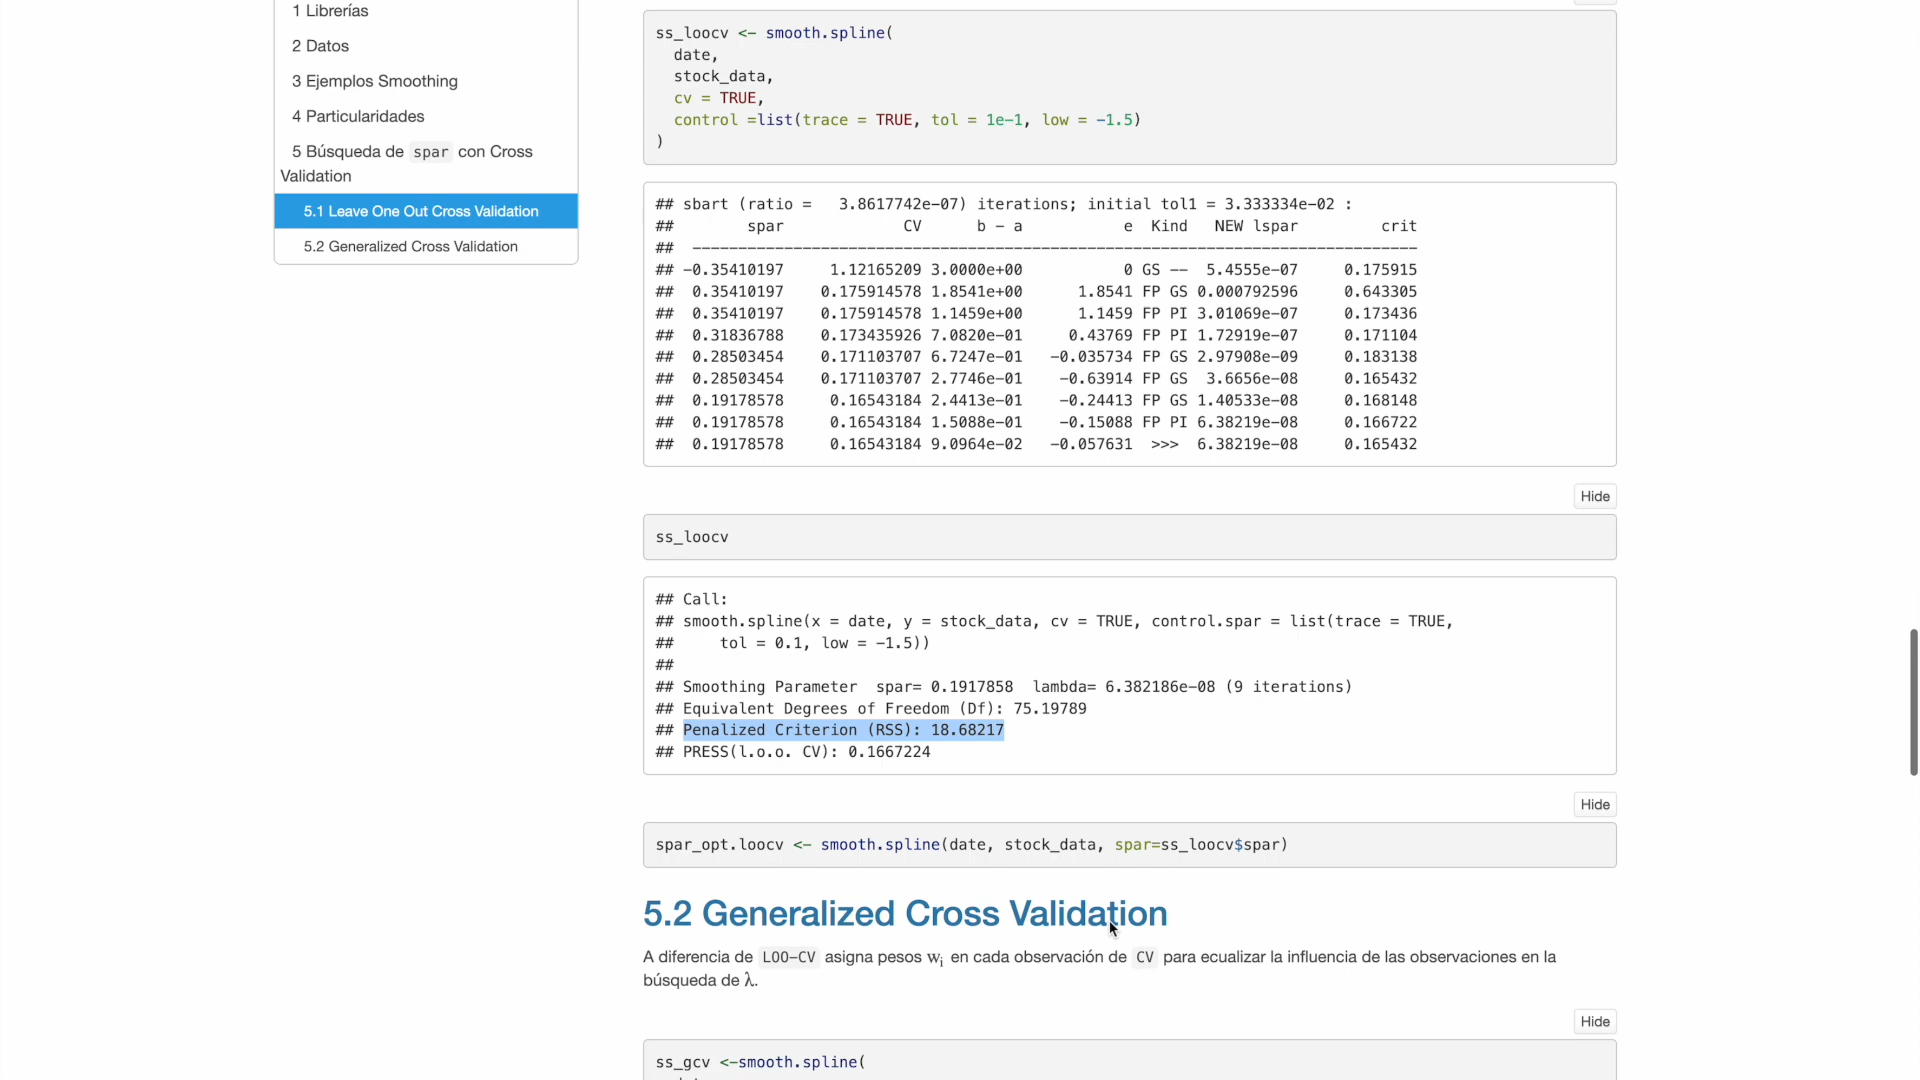 1 Librerías
2 Datos
3 Ejemplos Smoothing
4 Particularidades
5 Búsqueda de spar con Cross
Validation
5.1 Leave One Out Cross Validation
5.2 Generalized Cross Validation
ss_loocv <- smooth.spline(
  date,
  stock_data,
  cv = TRUE,
  control =list(trace = TRUE, tol = 1e-1, low = -1.5)
)
## sbart (ratio =   3.8617742e-07) iterations; initial tol1 = 3.333334e-02 :
##        spar             CV      b - a           e  Kind   NEW lspar         crit
##  -------------------------------------------------------------------------------
## -0.35410197     1.12165209 3.0000e+00           0 GS --  5.4555e-07     0.175915
##  0.35410197    0.175914578 1.8541e+00      1.8541 FP GS 0.000792596     0.643305
##  0.35410197    0.175914578 1.1459e+00      1.1459 FP PI 3.01069e-07     0.173436
##  0.31836788    0.173435926 7.0820e-01     0.43769 FP PI 1.72919e-07     0.171104
##  0.28503454    0.171103707 6.7247e-01   -0.035734 FP GS 2.97908e-09     0.183138
##  0.28503454    0.171103707 2.7746e-01    -0.63914 FP GS  3.6656e-08     0.165432
##  0.19178578     0.16543184 2.4413e-01    -0.24413 FP GS 1.40533e-08     0.168148
##  0.19178578     0.16543184 1.5088e-01    -0.15088 FP PI 6.38219e-08     0.166722
##  0.19178578     0.16543184 9.0964e-02   -0.057631  >>>  6.38219e-08     0.165432
Hide
ss_loocv
## Call:
## smooth.spline(x = date, y = stock_data, cv = TRUE, control.spar = list(trace = TRUE,
##     tol = 0.1, low = -1.5))
##
## Smoothing Parameter  spar= 0.1917858  lambda= 6.382186e-08 (9 iterations)
## Equivalent Degrees of Freedom (Df): 75.19789
## Penalized Criterion (RSS): 18.68217
## PRESS(l.o.o. CV): 0.1667224
Hide
spar_opt.loocv <- smooth.spline(date, stock_data, spar=ss_loocv$spar)
5.2 Generalized Cross Validation
A diferencia de LOO-CV asigna pesos wi en cada observación de CV para ecualizar la influencia de las observaciones en la
búsqueda de λ.
Hide
ss_gcv <-smooth.spline(